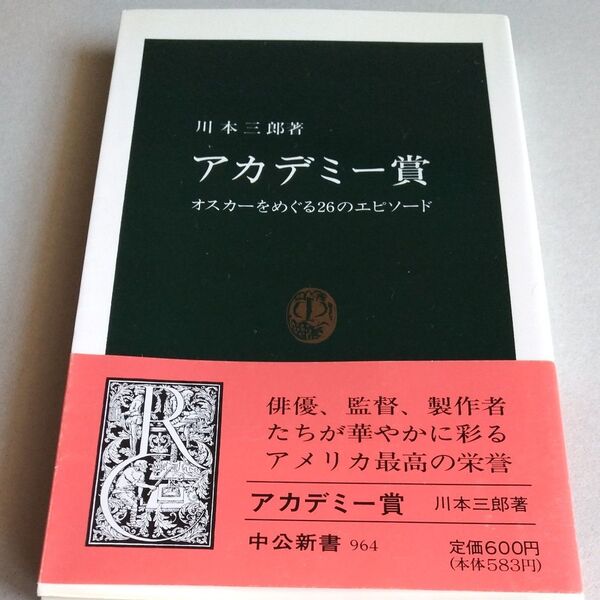 川本三郎著
アカデミー賞
オスカーをめぐる26のエピソード
俳優、監督、製作者
たちが華やかに彩る
アメリカ最高の栄誉
アカデミー賞 川本三郎著
中公新書 964 定価600円
(本体583円)
R
C